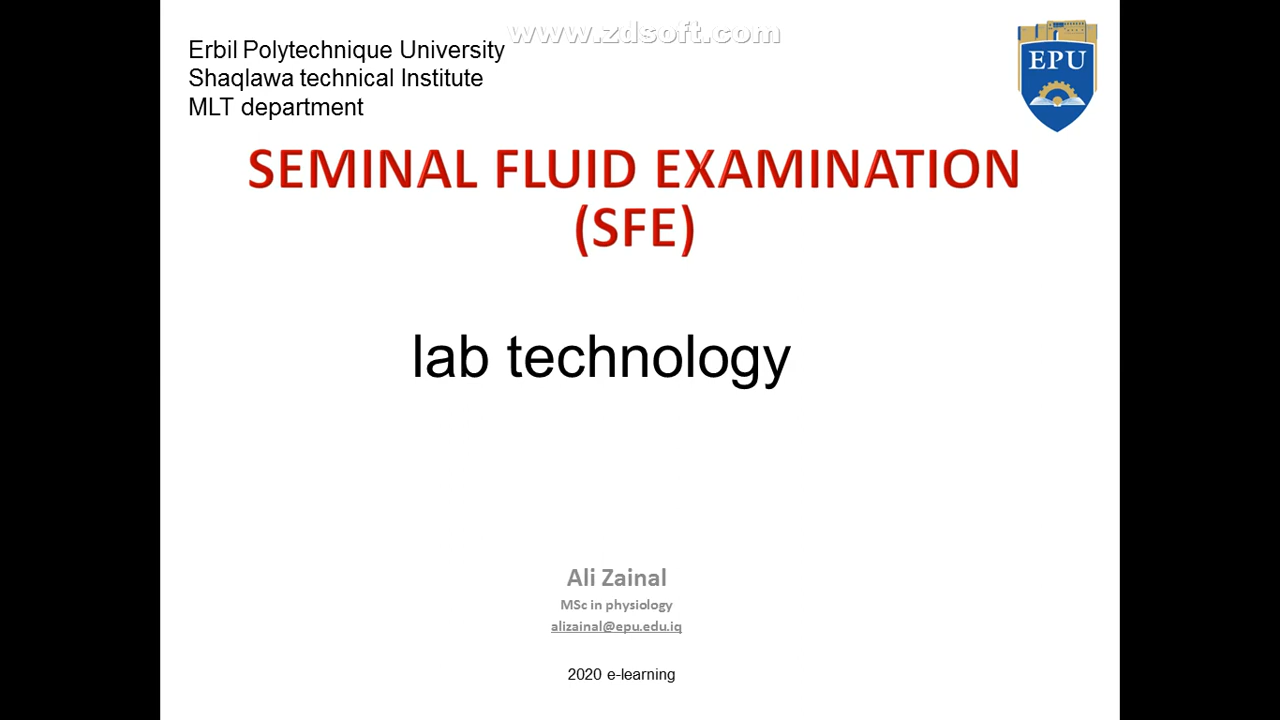 www.zdsoft.com
Erbil Polytechnique University
Shaqlawa technical Institute
MLT department
EPU
SEMINAL FLUID EXAMINATION
(SFE)
lab technology
Ali Zainal
MSc in physiology
alizainal@epu.edu.iq
2020 e-learning